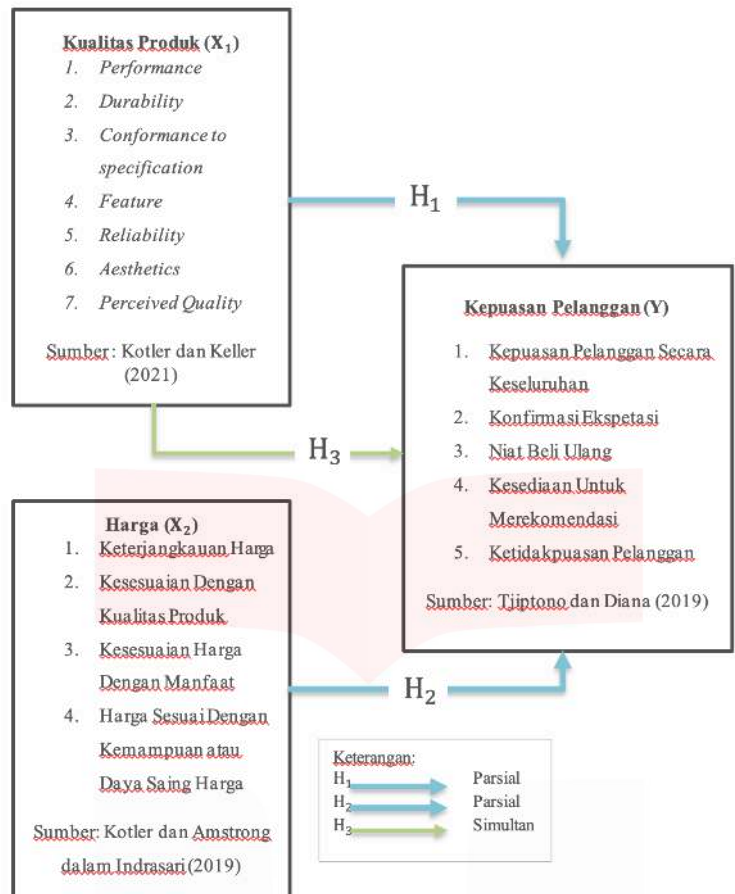 Kualitas Produk (X₁)
1. Performance
2. Durability
3. Conformance to
specification
4. Feature
5. Reliability
6. Aesthetics
7. Perceived Quality
Sumber : Kotler dan Keller
(2021)
H₁
Kepuasan Pelanggan (Y)
1. Kepuasan Pelanggan Secara
Keseluruhan
2. Konfirmasi Ekspetasi
3. Niat Beli Ulang
4. Kesediaan Untuk
Merekomendasi
5. Ketidakpuasan Pelanggan
Sumber: Tjiptono dan Diana (2019)
H₃
Harga (X₂)
1. Keterjangkauan Harga
2. Kesesuaian Dengan
Kualitas Produk
3. Kesesuaian Harga
Dengan Manfaat
4. Harga Sesuai Dengan
Kemampuan atau
Daya Saing Harga
Sumber: Kotler dan Amstrong
dalam Indrasari (2019)
H₂
Keterangan:
H₁ Parsial
H₂ Parsial
H₃ Simultan